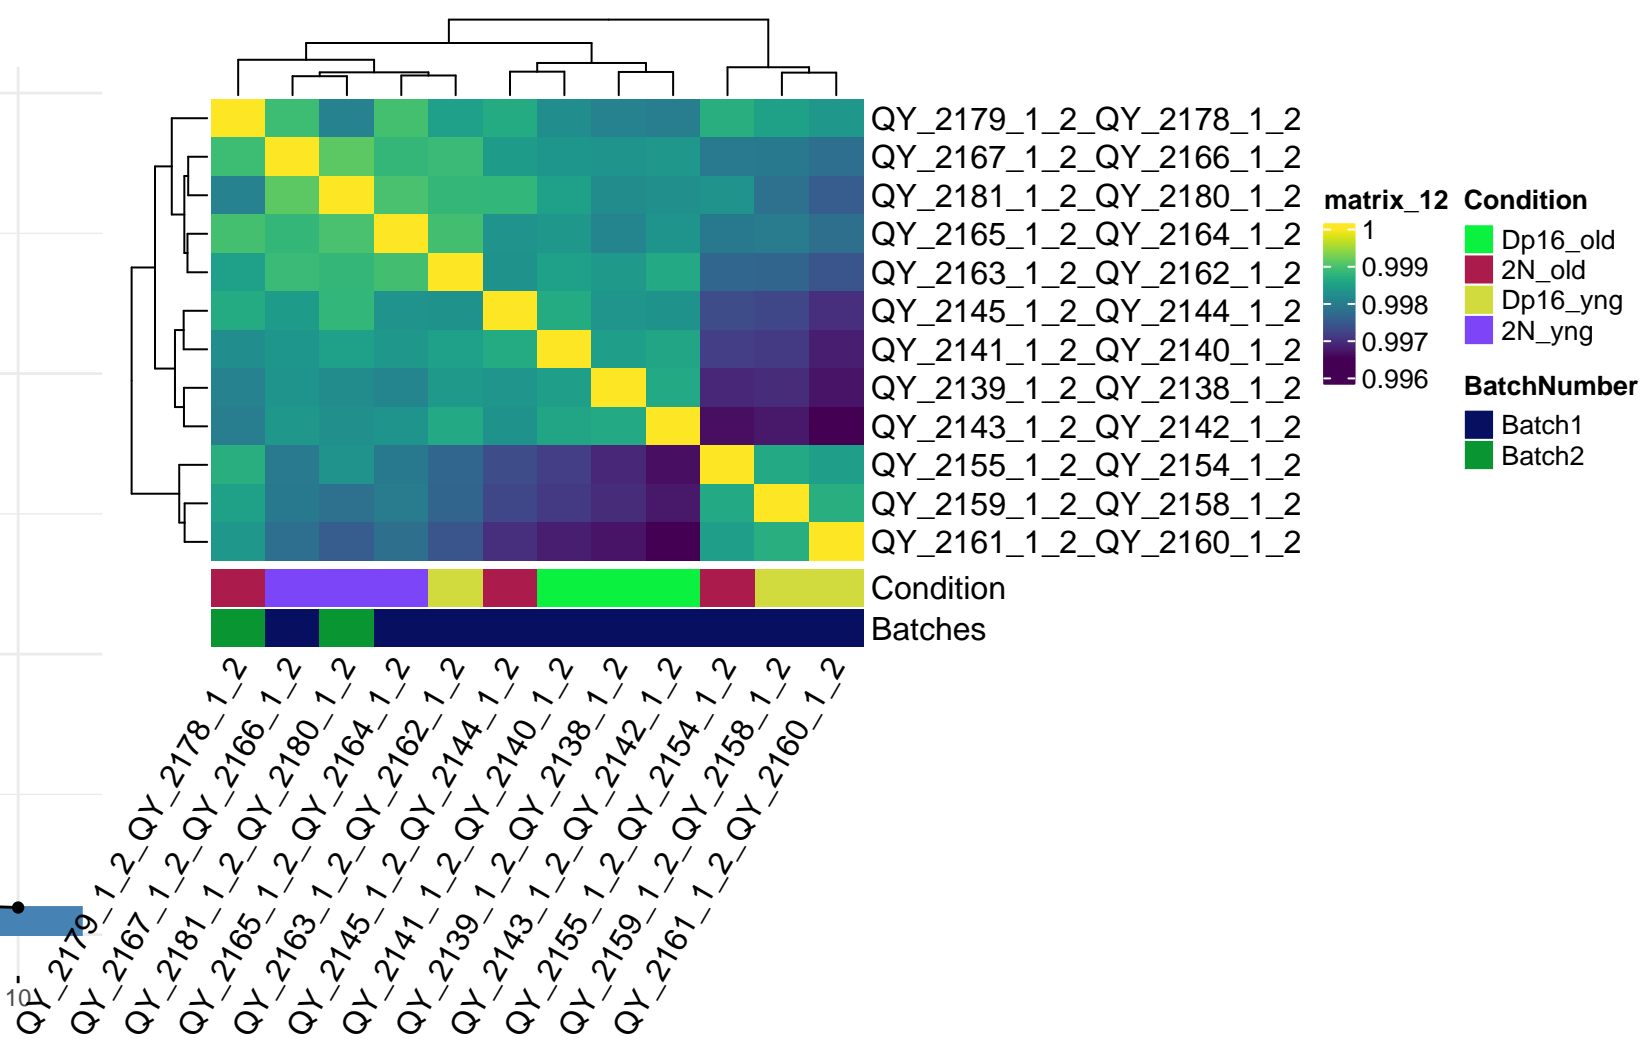 QY_2179_1_2_QY_2178_1_2
QY_2167_1_2_QY_2166_1_2
QY_2181_1_2_QY_2180_1_2
QY_2165_1_2_QY_2164_1_2
QY_2163_1_2_QY_2162_1_2
QY_2145_1_2_QY_2144_1_2
QY_2141_1_2_QY_2140_1_2
QY_2139_1_2_QY_2138_1_2
QY_2143_1_2_QY_2142_1_2
QY_2155_1_2_QY_2154_1_2
QY_2159_1_2_QY_2158_1_2
QY_2161_1_2_QY_2160_1_2
Condition
Batches
matrix_12
1
0.999
0.998
0.997
0.996
Condition
Dp16_old
2N_old
Dp16_yng
2N_yng
BatchNumber
Batch1
Batch2
QY_2179_1_2_QY_2178_1_2
QY_2167_1_2_QY_2166_1_2
QY_2181_1_2_QY_2180_1_2
QY_2165_1_2_QY_2164_1_2
QY_2163_1_2_QY_2162_1_2
QY_2145_1_2_QY_2144_1_2
QY_2141_1_2_QY_2140_1_2
QY_2139_1_2_QY_2138_1_2
QY_2143_1_2_QY_2142_1_2
QY_2155_1_2_QY_2154_1_2
QY_2159_1_2_QY_2158_1_2
QY_2161_1_2_QY_2160_1_2
10